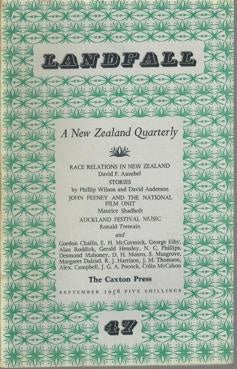 LANDFALL
A New Zealand Quarterly
RACE RELATIONS IN NEW ZEALAND
David P. Ausubel
STORIES
by Phillip Wilson and David Anderson
JOHN FEENEY AND THE NATIONAL
FILM UNIT
Maurice Shadbolt
AUCKLAND FESTIVAL MUSIC
Ronald Tremain
and
Gordon Challis, E. H. McCormick, George Eiby,
Alan Roddick, Gerald Hensley, N. C. Phillips,
Desmond Mahoney, D. H. Monro, S. Musgrove,
Margaret Dalziel, R. J. Harrison, J. M. Thomson,
Alex. Campbell, J. G. A. Pocock, Colin McCahon
The Caxton Press
SEPTEMBER 1958 FIVE SHILLINGS
47